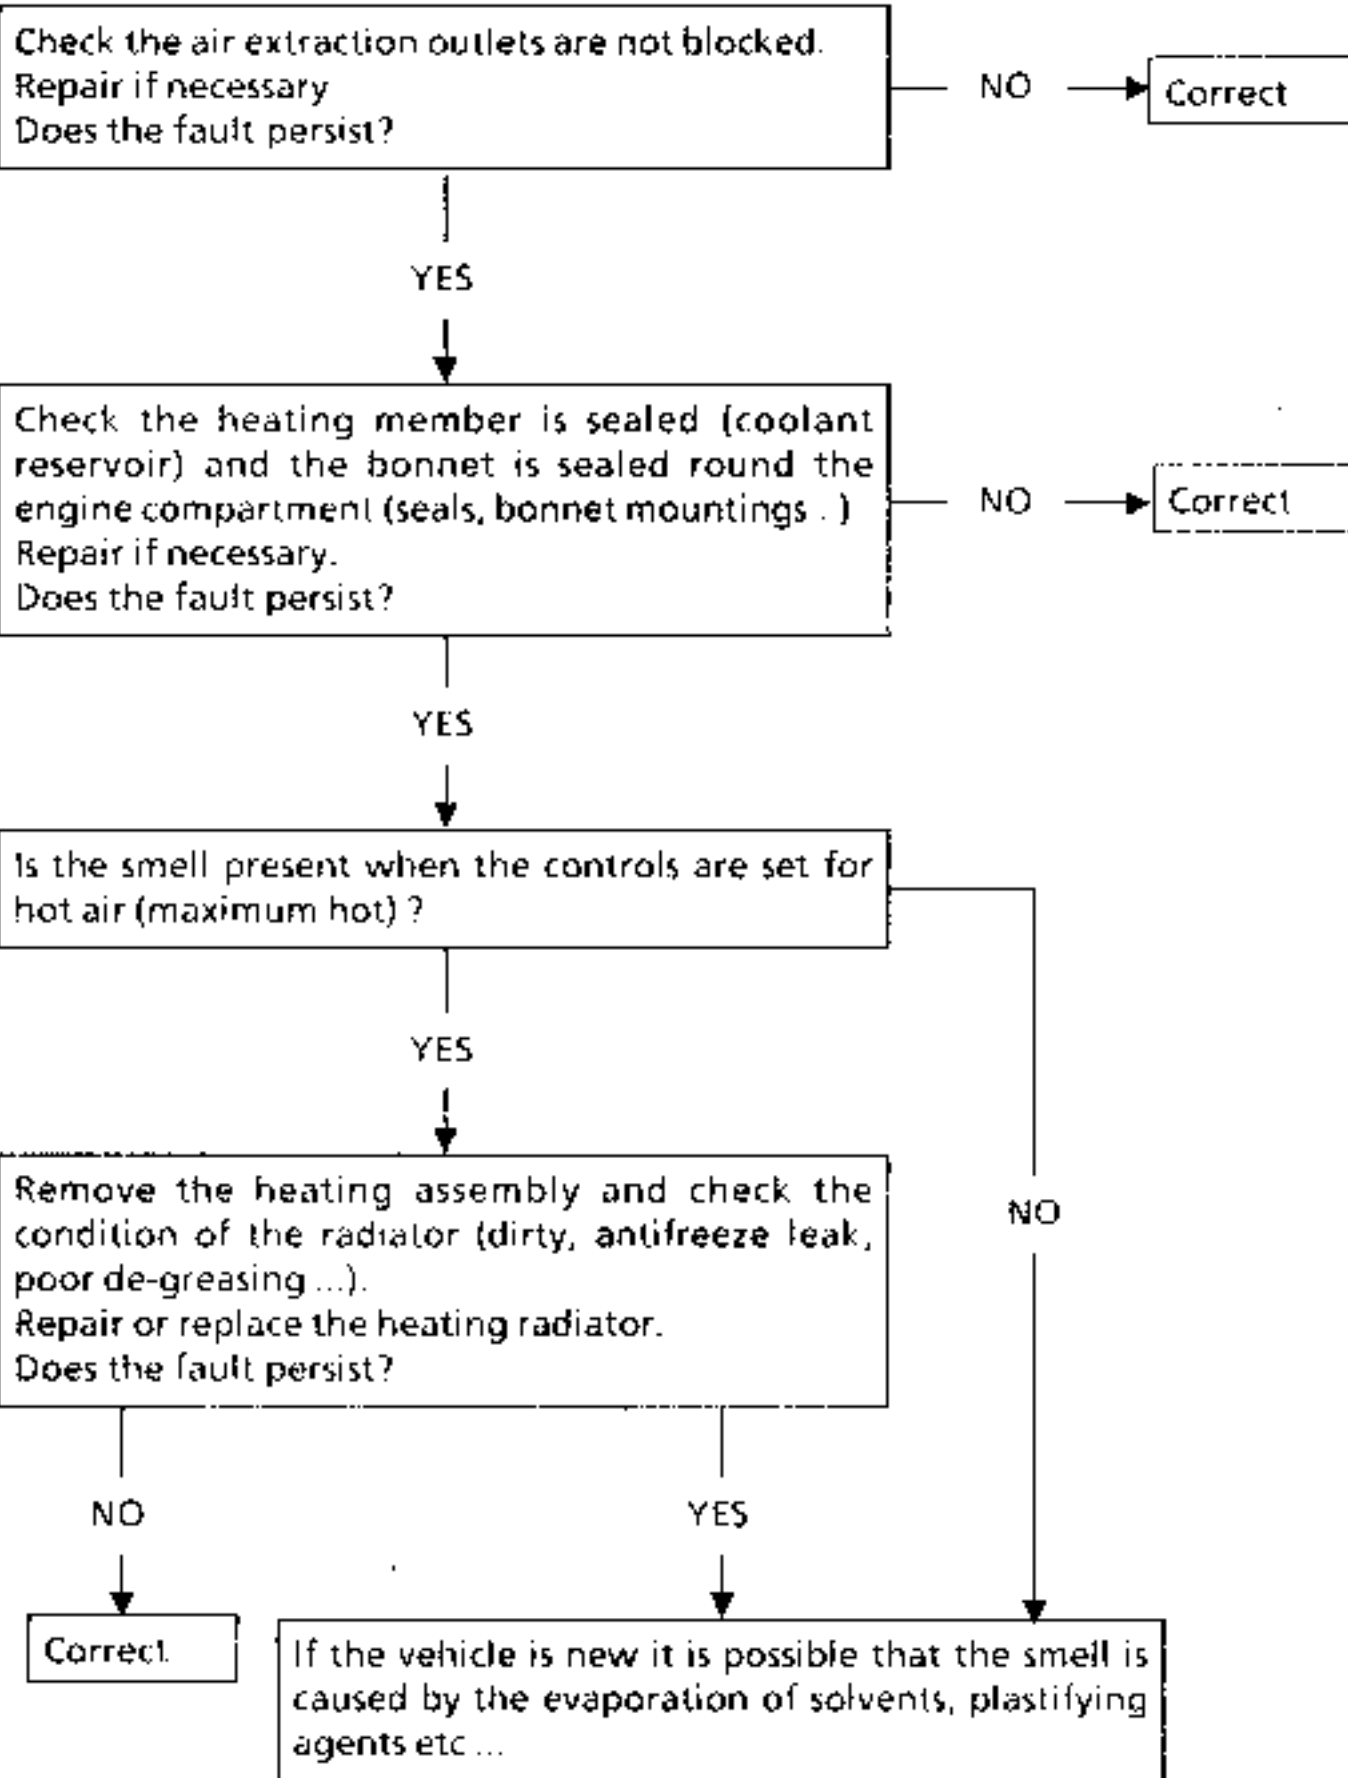 Check the air extraction outlets are not blocked.
Repair if necessary
Does the fault persist?
NO
Correct
YES
Check the heating member is sealed (coolant
reservoir) and the bonnet is sealed round the
engine compartment (seals, bonnet mountings . )
Repair if necessary.
Does the fault persist?
NO
Correct
YES
Is the smell present when the controls are set for
hot air (maximum hot) ?
YES
NO
Remove the heating assembly and check the
condition of the radiator (dirty, antifreeze leak,
poor de-greasing ...).
Repair or replace the heating radiator.
Does the fault persist?
NO
YES
Correct
If the vehicle is new it is possible that the smell is
caused by the evaporation of solvents, plastifying
agents etc ...